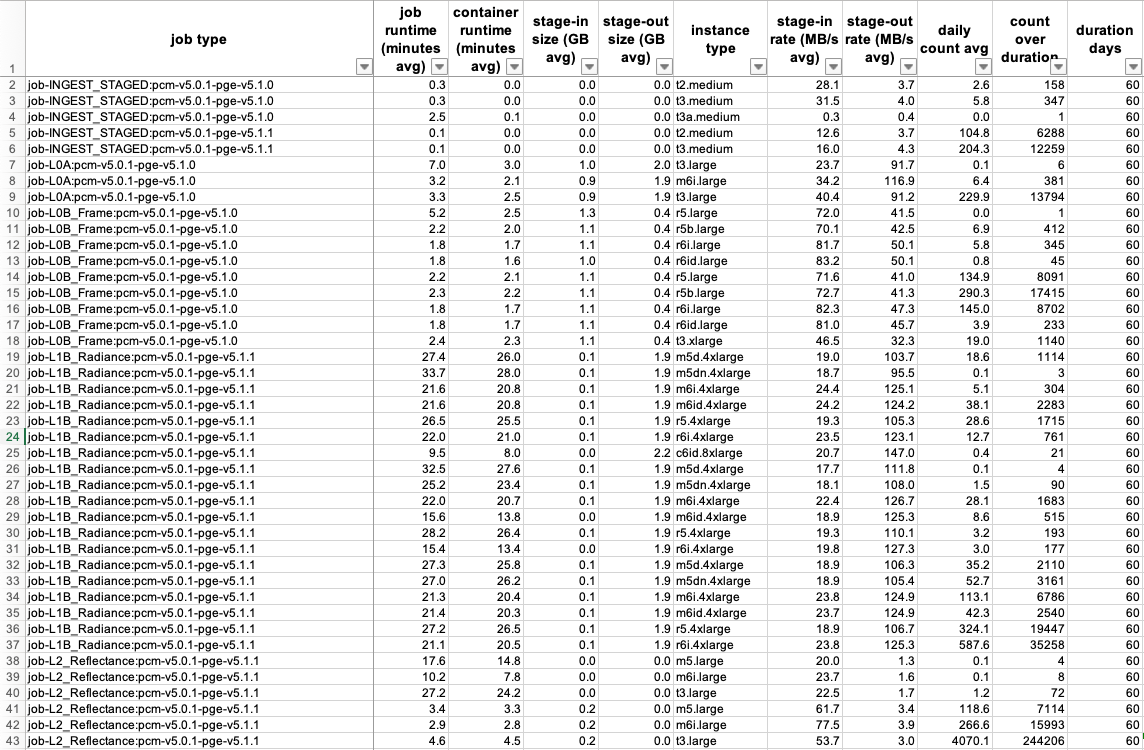 1 job type job runtime (minutes avg) container runtime (minutes avg) stage-in size (GB avg) stage-out size (GB avg) instance type stage-in rate (MB/s avg) stage-out rate (MB/s avg) daily count avg count over duration duration days
2 job-INGEST_STAGED:pcm-v5.0.1-pge-v5.1.0 0.3 0.0 0.0 0.0 t2.medium 28.1 3.7 2.6 158 60
3 job-INGEST_STAGED:pcm-v5.0.1-pge-v5.1.0 0.3 0.0 0.0 0.0 t3.medium 31.5 4.0 5.8 347 60
4 job-INGEST_STAGED:pcm-v5.0.1-pge-v5.1.0 2.5 0.1 0.0 0.0 t3a.medium 0.3 0.4 0.0 1 60
5 job-INGEST_STAGED:pcm-v5.0.1-pge-v5.1.1 0.1 0.0 0.0 0.0 t2.medium 12.6 3.7 104.8 6288 60
6 job-INGEST_STAGED:pcm-v5.0.1-pge-v5.1.1 0.1 0.0 0.0 0.0 t3.medium 16.0 4.3 204.3 12259 60
7 job-L0A:pcm-v5.0.1-pge-v5.1.0 7.0 3.0 1.0 2.0 t3.large 23.7 91.7 0.1 6 60
8 job-L0A:pcm-v5.0.1-pge-v5.1.0 3.2 2.1 0.9 1.9 m6i.large 34.2 116.9 6.4 381 60
9 job-L0A:pcm-v5.0.1-pge-v5.1.0 3.3 2.5 0.9 1.9 t3.large 40.4 91.2 229.9 13794 60
10 job-L0B_Frame:pcm-v5.0.1-pge-v5.1.0 5.2 2.5 1.3 0.4 r5.large 72.0 41.5 0.0 1 60
11 job-L0B_Frame:pcm-v5.0.1-pge-v5.1.0 2.2 2.0 1.1 0.4 r5b.large 70.1 42.5 6.9 412 60
12 job-L0B_Frame:pcm-v5.0.1-pge-v5.1.0 1.8 1.7 1.1 0.4 r6i.large 81.7 50.1 5.8 345 60
13 job-L0B_Frame:pcm-v5.0.1-pge-v5.1.0 1.8 1.6 1.0 0.4 r6id.large 83.2 50.1 0.8 45 60
14 job-L0B_Frame:pcm-v5.0.1-pge-v5.1.0 2.2 2.1 1.1 0.4 r5.large 71.6 41.0 134.9 8091 60
15 job-L0B_Frame:pcm-v5.0.1-pge-v5.1.0 2.3 2.2 1.1 0.4 r5b.large 72.7 41.3 290.3 17415 60
16 job-L0B_Frame:pcm-v5.0.1-pge-v5.1.0 1.8 1.7 1.1 0.4 r6i.large 82.3 47.3 145.0 8702 60
17 job-L0B_Frame:pcm-v5.0.1-pge-v5.1.0 1.8 1.7 1.1 0.4 r6id.large 81.0 45.7 3.9 233 60
18 job-L0B_Frame:pcm-v5.0.1-pge-v5.1.0 2.4 2.3 1.1 0.4 t3.xlarge 46.5 32.3 19.0 1140 60
19 job-L1B_Radiance:pcm-v5.0.1-pge-v5.1.1 27.4 26.0 0.1 1.9 m5d.4xlarge 19.0 103.7 18.6 1114 60
20 job-L1B_Radiance:pcm-v5.0.1-pge-v5.1.1 33.7 28.0 0.1 1.9 m5dn.4xlarge 18.7 95.5 0.1 3 60
21 job-L1B_Radiance:pcm-v5.0.1-pge-v5.1.1 21.6 20.8 0.1 1.9 m6i.4xlarge 24.4 125.1 5.1 304 60
22 job-L1B_Radiance:pcm-v5.0.1-pge-v5.1.1 21.6 20.8 0.1 1.9 m6id.4xlarge 24.2 124.2 38.1 2283 60
23 job-L1B_Radiance:pcm-v5.0.1-pge-v5.1.1 26.5 25.5 0.1 1.9 r5.4xlarge 19.3 105.3 28.6 1715 60
24 job-L1B_Radiance:pcm-v5.0.1-pge-v5.1.1 22.0 21.0 0.1 1.9 r6i.4xlarge 23.5 123.1 12.7 761 60
25 job-L1B_Radiance:pcm-v5.0.1-pge-v5.1.1 9.5 8.0 0.0 2.2 c6id.8xlarge 20.7 147.0 0.4 21 60
26 job-L1B_Radiance:pcm-v5.0.1-pge-v5.1.1 32.5 27.6 0.1 1.9 m5d.4xlarge 17.7 111.8 0.1 4 60
27 job-L1B_Radiance:pcm-v5.0.1-pge-v5.1.1 25.2 23.4 0.1 1.9 m5dn.4xlarge 18.1 108.0 1.5 90 60
28 job-L1B_Radiance:pcm-v5.0.1-pge-v5.1.1 22.0 20.7 0.1 1.9 m6i.4xlarge 22.4 126.7 28.1 1683 60
29 job-L1B_Radiance:pcm-v5.0.1-pge-v5.1.1 15.6 13.8 0.0 1.9 m6id.4xlarge 18.9 125.3 8.6 515 60
30 job-L1B_Radiance:pcm-v5.0.1-pge-v5.1.1 28.2 26.4 0.1 1.9 r5.4xlarge 19.3 110.1 3.2 193 60
31 job-L1B_Radiance:pcm-v5.0.1-pge-v5.1.1 15.4 13.4 0.0 1.9 r6i.4xlarge 19.8 127.3 3.0 177 60
32 job-L1B_Radiance:pcm-v5.0.1-pge-v5.1.1 27.3 25.8 0.1 1.9 m5d.4xlarge 18.9 106.3 35.2 2110 60
33 job-L1B_Radiance:pcm-v5.0.1-pge-v5.1.1 27.0 26.2 0.1 1.9 m5dn.4xlarge 18.9 105.4 52.7 3161 60
34 job-L1B_Radiance:pcm-v5.0.1-pge-v5.1.1 21.3 20.4 0.1 1.9 m6i.4xlarge 23.8 124.9 113.1 6786 60
35 job-L1B_Radiance:pcm-v5.0.1-pge-v5.1.1 21.4 20.3 0.1 1.9 m6id.4xlarge 23.7 124.9 42.3 2540 60
36 job-L1B_Radiance:pcm-v5.0.1-pge-v5.1.1 27.2 26.5 0.1 1.9 r5.4xlarge 18.9 106.7 324.1 19447 60
37 job-L1B_Radiance:pcm-v5.0.1-pge-v5.1.1 21.1 20.5 0.1 1.9 r6i.4xlarge 23.8 125.3 587.6 35258 60
38 job-L2_Reflectance:pcm-v5.0.1-pge-v5.1.1 17.6 14.8 0.0 0.0 m5.large 20.0 1.3 0.1 4 60
39 job-L2_Reflectance:pcm-v5.0.1-pge-v5.1.1 10.2 7.8 0.0 0.0 m6i.large 23.7 1.6 0.1 8 60
40 job-L2_Reflectance:pcm-v5.0.1-pge-v5.1.1 27.2 24.2 0.0 0.0 t3.large 22.5 1.7 1.2 72 60
41 job-L2_Reflectance:pcm-v5.0.1-pge-v5.1.1 3.4 3.3 0.2 0.0 m5.large 61.7 3.4 118.6 7114 60
42 job-L2_Reflectance:pcm-v5.0.1-pge-v5.1.1 2.9 2.8 0.2 0.0 m6i.large 77.5 3.9 266.6 15993 60
43 job-L2_Reflectance:pcm-v5.0.1-pge-v5.1.1 4.6 4.5 0.2 0.0 t3.large 53.7 3.0 4070.1 244206 60